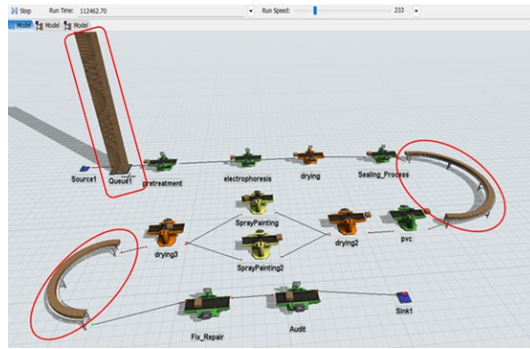 Step Run Time: 112462.70 Run Speed: 233
Model Model Model
Source1 Queue1 pretreatment electrophoresis drying Sealing_Process
SprayPainting
drying3 drying2 pvc
SprayPainting2
Fix_Repair Audit Sink1